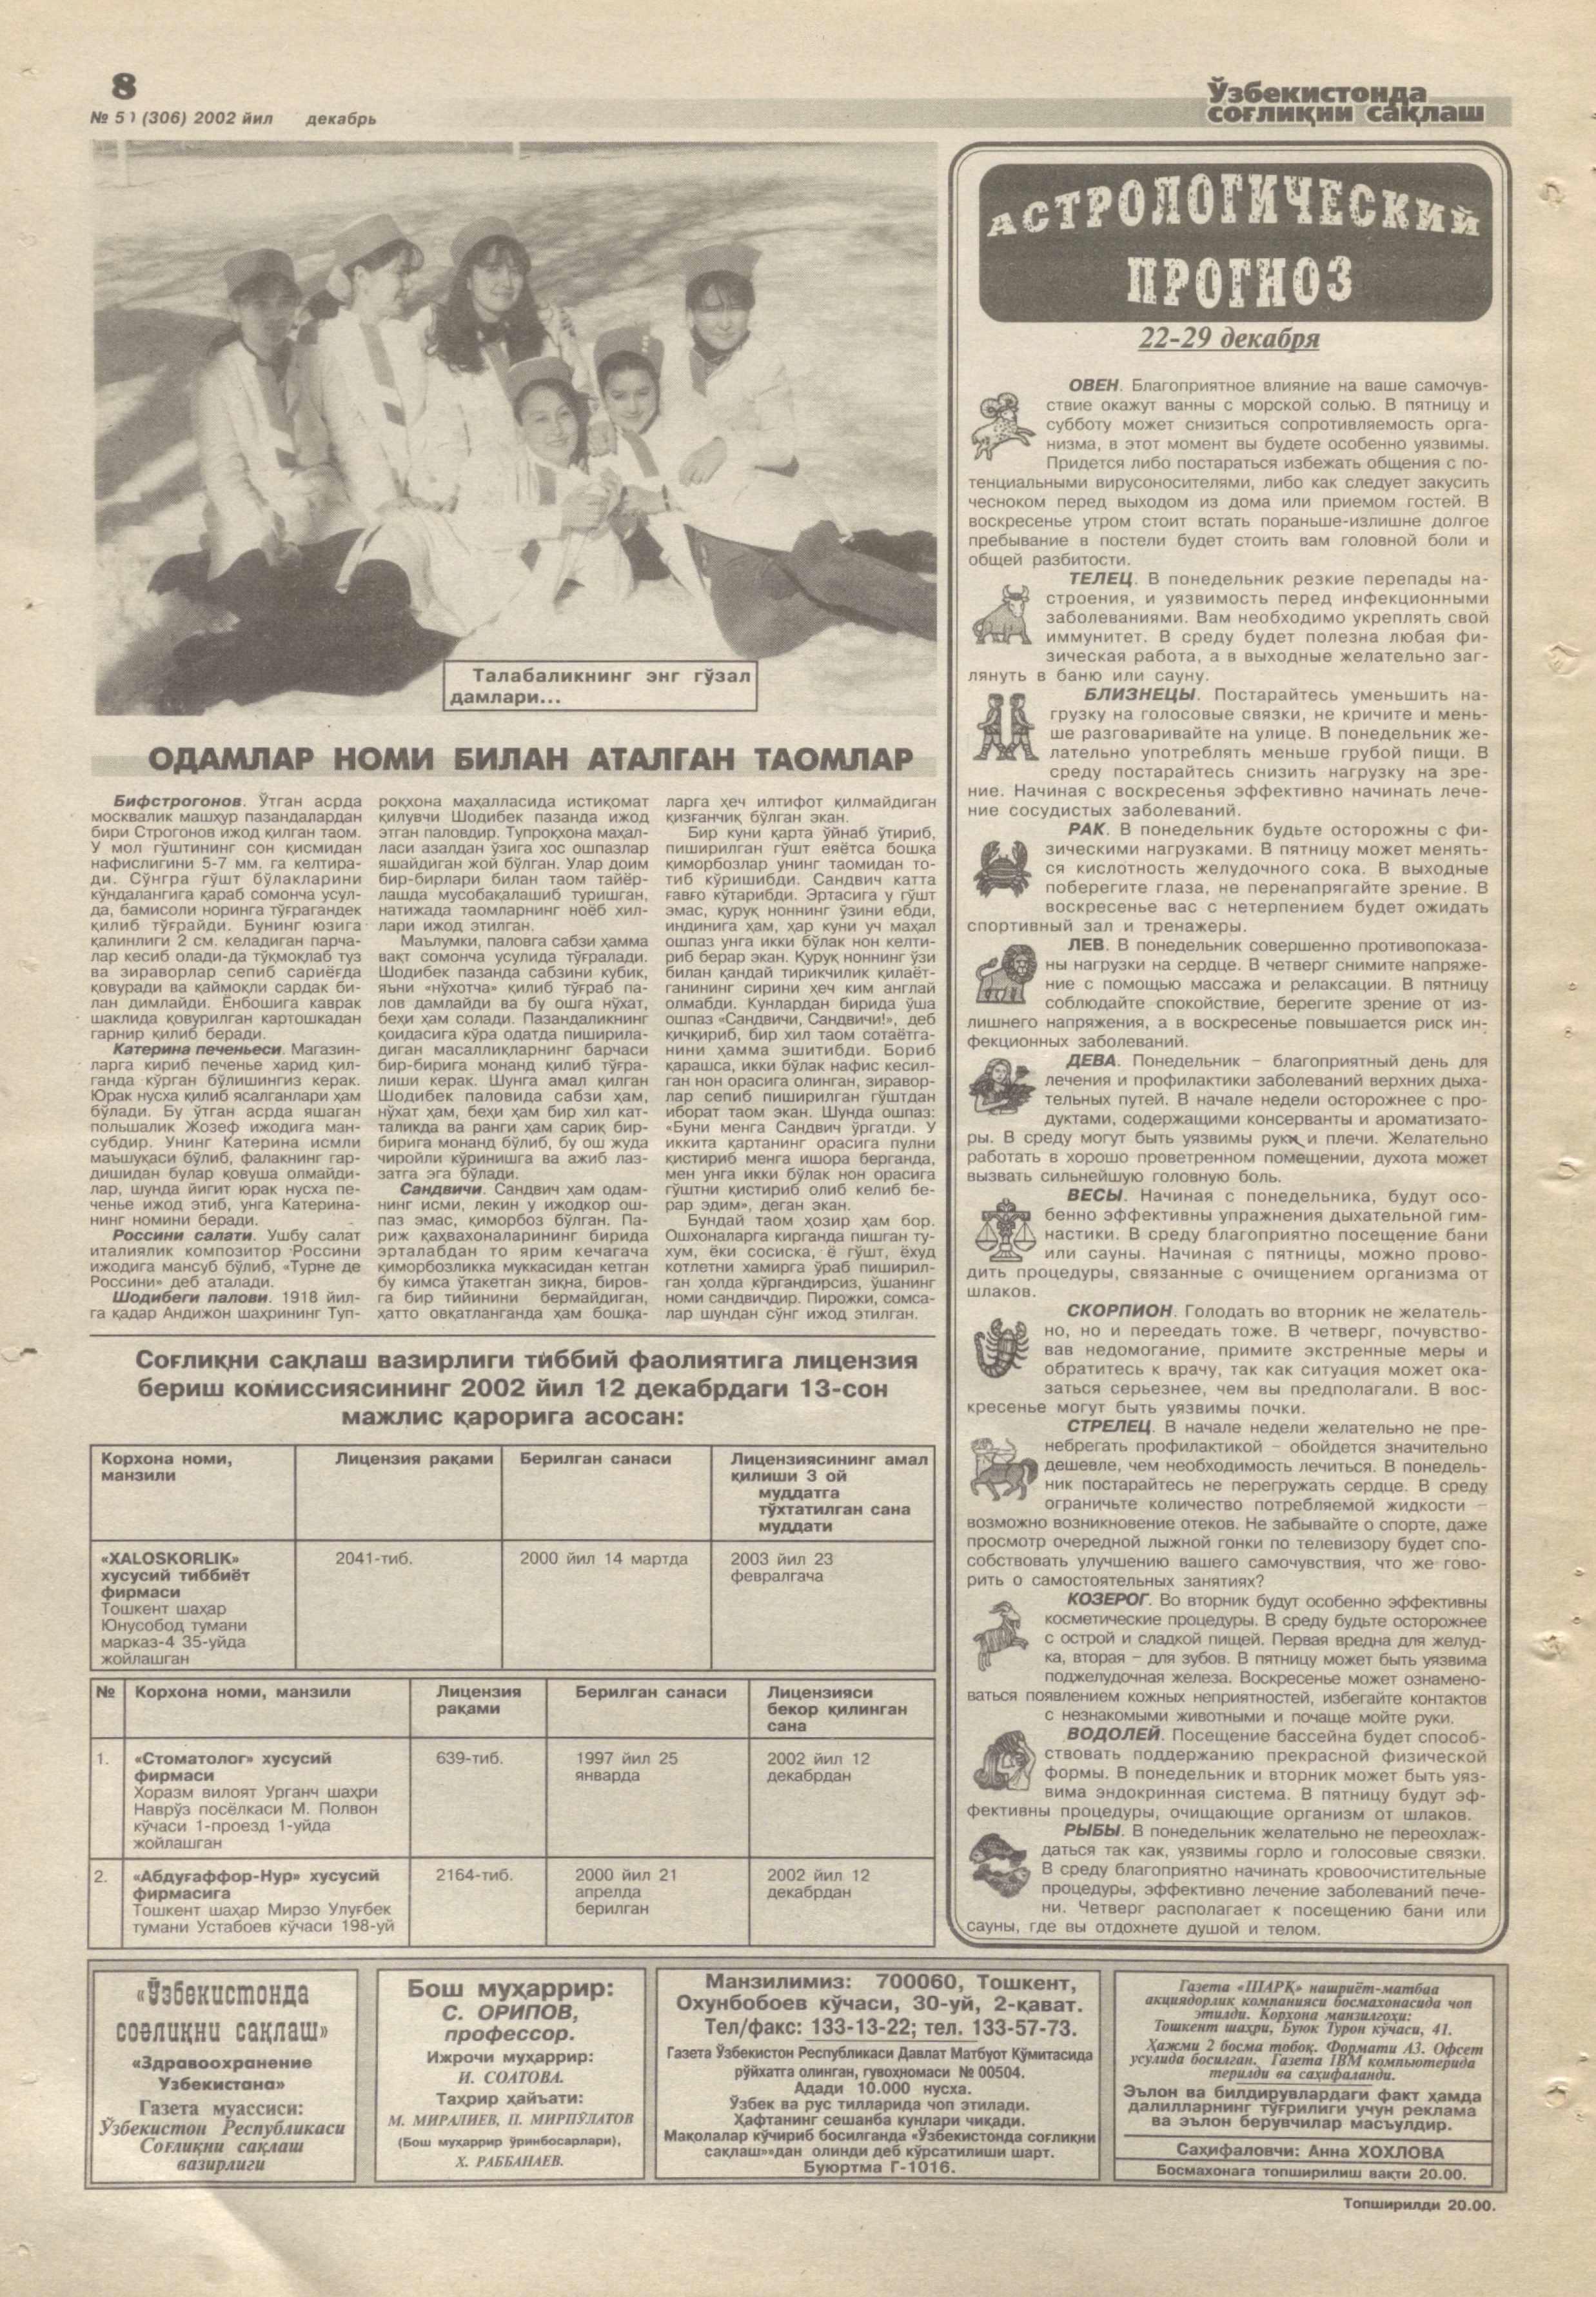 8
№ 51 (306) 2002 йил декабрь
Ўзбекистонда
соғлиқни сақлаш
Талабаликнинг энг гўзал
дамлари...
ОДАМЛАР НОМИ БИЛАН АТАЛГАН ТАОМЛАР
Бифстрогонов. Ўтган асрда
москвалик машҳур пазандалардан
бири Строгонов ижод қилган таом.
У мол гўштининг сон қисмидан
нафислигини 5-7 мм. га келтира-
ди. Сўнгра гўшт бўлакларини
кўндалангига қараб сомонча усул-
да, бамисоли норинга тўғрагандек
қилиб тўғрайди. Бунинг юзига
қалинлиги 2 см. келадиган парча-
лар кесиб олади-да тўқмоқлаб туз
ва зираворлар сепиб сариёғда
қовуради ва қаймоқли сардак би-
лан димлайди. Ёнбошига каврак
шаклида қовурилган картошкадан
гарнир қилиб беради.
Катерина печеньеси. Магазин-
ларга кириб печенье харид қил-
ганда кўрган бўлишингиз керак.
Юрак нусха қилиб ясалганлари ҳам
бўлади. Бу ўтган асрда яшаган
польшалик Жозеф ижодига ман-
субдир. Унинг Катерина исмли
маъшуқаси бўлиб, фалакнинг гар-
дишидан булар қовуша олмайди-
лар, шунда йигит юрак нусха пе-
ченье ижод этиб, унга Катерина-
нинг номини беради.
Россини салати. Ушбу салат
италиялик композитор Россини
ижодига мансуб бўлиб, «Турне де
Россини» деб аталади.
Шодибеги палови. 1918 йил-
га қадар Андижон шаҳрининг Туп-
роқхона маҳалласида истиқомат
қилувчи Шодибек пазанда ижод
этган паловдир. Тупроқхона маҳал-
ласи азалдан ўзига хос ошпазлар
яшайдиган жой бўлган. Улар доим
бир-бирлари билан таом тайёр-
лашда мусобақалашиб туришган,
натижада таомларнинг ноёб хил-
лари ижод этилган.
Маълумки, паловга сабзи ҳамма
вақт сомонча усулида тўғралади.
Шодибек пазанда сабзини кубик,
яъни «нўхотча» қилиб тўғраб па-
лов дамлайди ва бу ошга нўхат,
беҳи ҳам солади. Пазандаликнинг
қоидасига кўра одатда пиширила-
диган масаллиқларнинг барчаси
бир-бирига монанд қилиб тўғра-
лиши керак. Шунга амал қилган
Шодибек паловида сабзи ҳам,
нўхат ҳам, беҳи ҳам бир хил кат-
таликда ва ранги ҳам сариқ бир-
бирига монанд бўлиб, бу ош жуда
чиройли кўринишга ва ажиб лаз-
затга эга бўлади.
Сандвичи. Сандвич ҳам одам-
нинг исми, лекин у ижодкор ош-
паз эмас, қиморбоз бўлган. Па-
риж қаҳвахоналарининг бирида
эрталабдан то ярим кечагача
қиморбозликка муккасидан кетган
бу кимса ўтакетган зиқна, биров-
га бир тийинини бермайдиган,
ҳатто овқатланганда ҳам бошқа-
ларга ҳеч илтифот қилмайдиган
қизғанчиқ бўлган экан.
Бир куни қарта ўйнаб ўтириб,
пиширилган гўшт еяётса бошқа
қиморбозлар унинг таомидан то-
тиб кўришибди. Сандвич катта
ғавғо кўтарибди. Эртасига у гўшт
эмас, қуруқ ноннинг ўзини ебди,
индинига ҳам, ҳар куни уч маҳал
ошпаз унга икки бўлак нон келти-
риб берар экан. Қуруқ ноннинг ўзи
билан қандай тирикчилик қилаёт-
ганининг сирини ҳеч ким англай
олмабди. Кунлардан бирида ўша
ошпаз «Сандвичи, Сандвичи!», деб
қичқириб, бир хил таом сотаётга-
нини ҳамма эшитибди. Бориб
қарашса, икки бўлак нафис кесил-
ган нон орасига олинган, зиравор-
лар сепиб пиширилган гўштдан
иборат таом экан. Шунда ошпаз:
«Буни менга Сандвич ўргатди. У
иккита қартанинг орасига пулни
қистириб менга ишора берганда,
мен унга икки бўлак нон орасига
гўштни қистириб олиб келиб бе-
рар эдим», деган экан.
Бундай таом ҳозир ҳам бор.
Ошхоналарга кирганда пишган ту-
хум, ёки сосиска, ё гўшт, ёхуд
котлетни хамирга ўраб пиширил-
ган ҳолда кўргандирсиз, ўшанинг
номи сандвичдир. Пирожки, сомса-
лар шундан сўнг ижод этилган.
Соғлиқни сақлаш вазирлиги тиббий фаолиятига лицензия
бериш комиссиясининг 2002 йил 12 декабрдаги 13-сон
мажлис қарорига асосан:
Корхона номи,
манзили
Лицензия рақами
Берилган санаси
Лицензиясининг амал
қилиши 3 ой
муддатга
тўхтатилган сана
муддати
«XALOSKORLIK»
хусусий тиббиёт
фирмаси
Тошкент шаҳар
Юнусобод тумани
марказ-4 35-уйда
жойлашган
2041-тиб.
2000 йил 14 мартда
2003 йил 23
февралгача
№
Корхона номи, манзили
Лицензия
рақами
Берилган санаси
Лицензияси
бекор қилинган
сана
1.
«Стоматолог» хусусий
фирмаси
Хоразм вилоят Урганч шаҳри
Наврўз посёлкаси М. Полвон
кўчаси 1-проезд 1-уйда
жойлашган
639-тиб.
1997 йил 25
январда
2002 йил 12
декабрдан
2.
«Абдуғаффор-Нур» хусусий
фирмасига
Тошкент шаҳар Мирзо Улуғбек
тумани Устабоев кўчаси 198-уй
2164-тиб.
2000 йил 21
апрелда
берилган
2002 йил 12
декабрдан
АСТРОЛОГИЧЕСКИЙ
ПРОГНОЗ
22-29 декабря
ОВЕН. Благоприятное влияние на ваше самочув-
ствие окажут ванны с морской солью. В пятницу и
субботу может снизиться сопротивляемость орга-
низма, в этот момент вы будете особенно уязвимы.
Придется либо постараться избежать общения с по-
тенциальными вирусоносителями, либо как следует закусить
чесноком перед выходом из дома или приемом гостей. В
воскресенье утром стоит встать пораньше-излишне долгое
пребывание в постели будет стоить вам головной боли и
общей разбитости.
ТЕЛЕЦ. В понедельник резкие перепады на-
строения, и уязвимость перед инфекционными
заболеваниями. Вам необходимо укреплять свой
иммунитет. В среду будет полезна любая фи-
зическая работа, а в выходные желательно заг-
лянуть в баню или сауну.
БЛИЗНЕЦЫ. Постарайтесь уменьшить на-
грузку на голосовые связки, не кричите и мень-
ше разговаривайте на улице. В понедельник же-
лательно употреблять меньше грубой пищи. В
среду постарайтесь снизить нагрузку на зре-
ние. Начиная с воскресенья эффективно начинать лече-
ние сосудистых заболеваний.
РАК. В понедельник будьте осторожны с фи-
зическими нагрузками. В пятницу может менять-
ся кислотность желудочного сока. В выходные
поберегите глаза, не перенапрягайте зрение. В
воскресенье вас с нетерпением будет ожидать
спортивный зал и тренажеры.
ЛЕВ. В понедельник совершенно противопоказа-
ны нагрузки на сердце. В четверг снимите напряже-
ние с помощью массажа и релаксации. В пятницу
соблюдайте спокойствие, берегите зрение от из-
лишнего напряжения, а в воскресенье повышается риск ин-
фекционных заболеваний.
ДЕВА. Понедельник – благоприятный день для
лечения и профилактики заболеваний верхних дыха-
тельных путей. В начале недели осторожнее с про-
дуктами, содержащими консерванты и ароматизато-
ры. В среду могут быть уязвимы руки и плечи. Желательно
работать в хорошо проветренном помещении, духота может
вызвать сильнейшую головную боль.
ВЕСЫ. Начиная с понедельника, будут осо-
бенно эффективны упражнения дыхательной гим-
настики. В среду благоприятно посещение бани
или сауны. Начиная с пятницы, можно прово-
дить процедуры, связанные с очищением организма от
шлаков.
СКОРПИОН. Голодать во вторник не желатель-
но, но и переедать тоже. В четверг, почувство-
вав недомогание, примите экстренные меры и
обратитесь к врачу, так как ситуация может ока-
заться серьезнее, чем вы предполагали. В вос-
кресенье могут быть уязвимы почки.
СТРЕЛЕЦ. В начале недели желательно не пре-
небрегать профилактикой – обойдется значительно
дешевле, чем необходимость лечиться. В понедель-
ник постарайтесь не перегружать сердце. В среду
ограничьте количество потребляемой жидкости –
возможно возникновение отеков. Не забывайте о спорте, даже
просмотр очередной лыжной гонки по телевизору будет спо-
собствовать улучшению вашего самочувствия, что же гово-
рить о самостоятельных занятиях?
КОЗЕРОГ. Во вторник будут особенно эффективны
косметические процедуры. В среду будьте осторожнее
с острой и сладкой пищей. Первая вредна для желуд-
ка, вторая – для зубов. В пятницу может быть уязвима
поджелудочная железа. Воскресенье может ознамено-
ваться появлением кожных неприятностей, избегайте контактов
с незнакомыми животными и почаще мойте руки.
ВОДОЛЕЙ. Посещение бассейна будет способ-
ствовать поддержанию прекрасной физической
формы. В понедельник и вторник может быть уяз-
вима эндокринная система. В пятницу будут эф-
фективны процедуры, очищающие организм от шлаков.
РЫБЫ. В понедельник желательно не переохлаж-
даться так как, уязвимы горло и голосовые связки.
В среду благоприятно начинать кровоочистительные
процедуры, эффективно лечение заболеваний пече-
ни. Четверг располагает к посещению бани или
сауны, где вы отдохнете душой и телом.
«Ўзбекистонда
соғлиқни сақлаш»
«Здравоохранение
Узбекистана»
Газета муассиси:
Ўзбекистон Республикаси
Соғлиқни сақлаш
вазирлиги
Бош муҳаррир:
С. ОРИПОВ,
профессор.
Ижрочи муҳаррир:
И. СОАТОВА.
Таҳрир ҳайъати:
М. МИРАЛИЕВ, П. МИРПЎЛАТОВ
(Бош муҳаррир ўринбосарлари),
Х. РАББАНАЕВ.
Манзилимиз: 700060, Тошкент,
Охунбобоев кўчаси, 30-уй, 2-қават.
Тел/факс: 133-13-22; тел. 133-57-73.
Газета Ўзбекистон Республикаси Давлат Матбуот Қўмитасида
рўйхатга олинган, гувоҳномаси № 00504.
Адади 10.000 нусха.
Ўзбек ва рус тилларида чоп этилади.
Ҳафтанинг сешанба кунлари чиқади.
Мақолалар кўчириб босилганда «Ўзбекистонда соғлиқни
сақлаш»»дан олинди деб кўрсатилиши шарт.
Буюртма Г-1016.
Газета «ШАРҚ» нашриёт-матбаа
акциядорлик компанияси босмахонасида чоп
этилди. Корхона манзилгоҳи:
Тошкент шаҳри, Буюк Турон кўчаси, 41.
Ҳажми 2 босма тобоқ. Формати А3. Офсет
усулида босилган. Газета IBM компьютерида
терилди ва саҳифаланди.
Эълон ва билдирувлардаги факт ҳамда
далилларнинг тўғрилиги учун реклама
ва эълон берувчилар масъулдир.
Саҳифаловчи: Анна ХОХЛОВА
Босмахонага топширилиш вақти 20.00.
Топширилди 20.00.